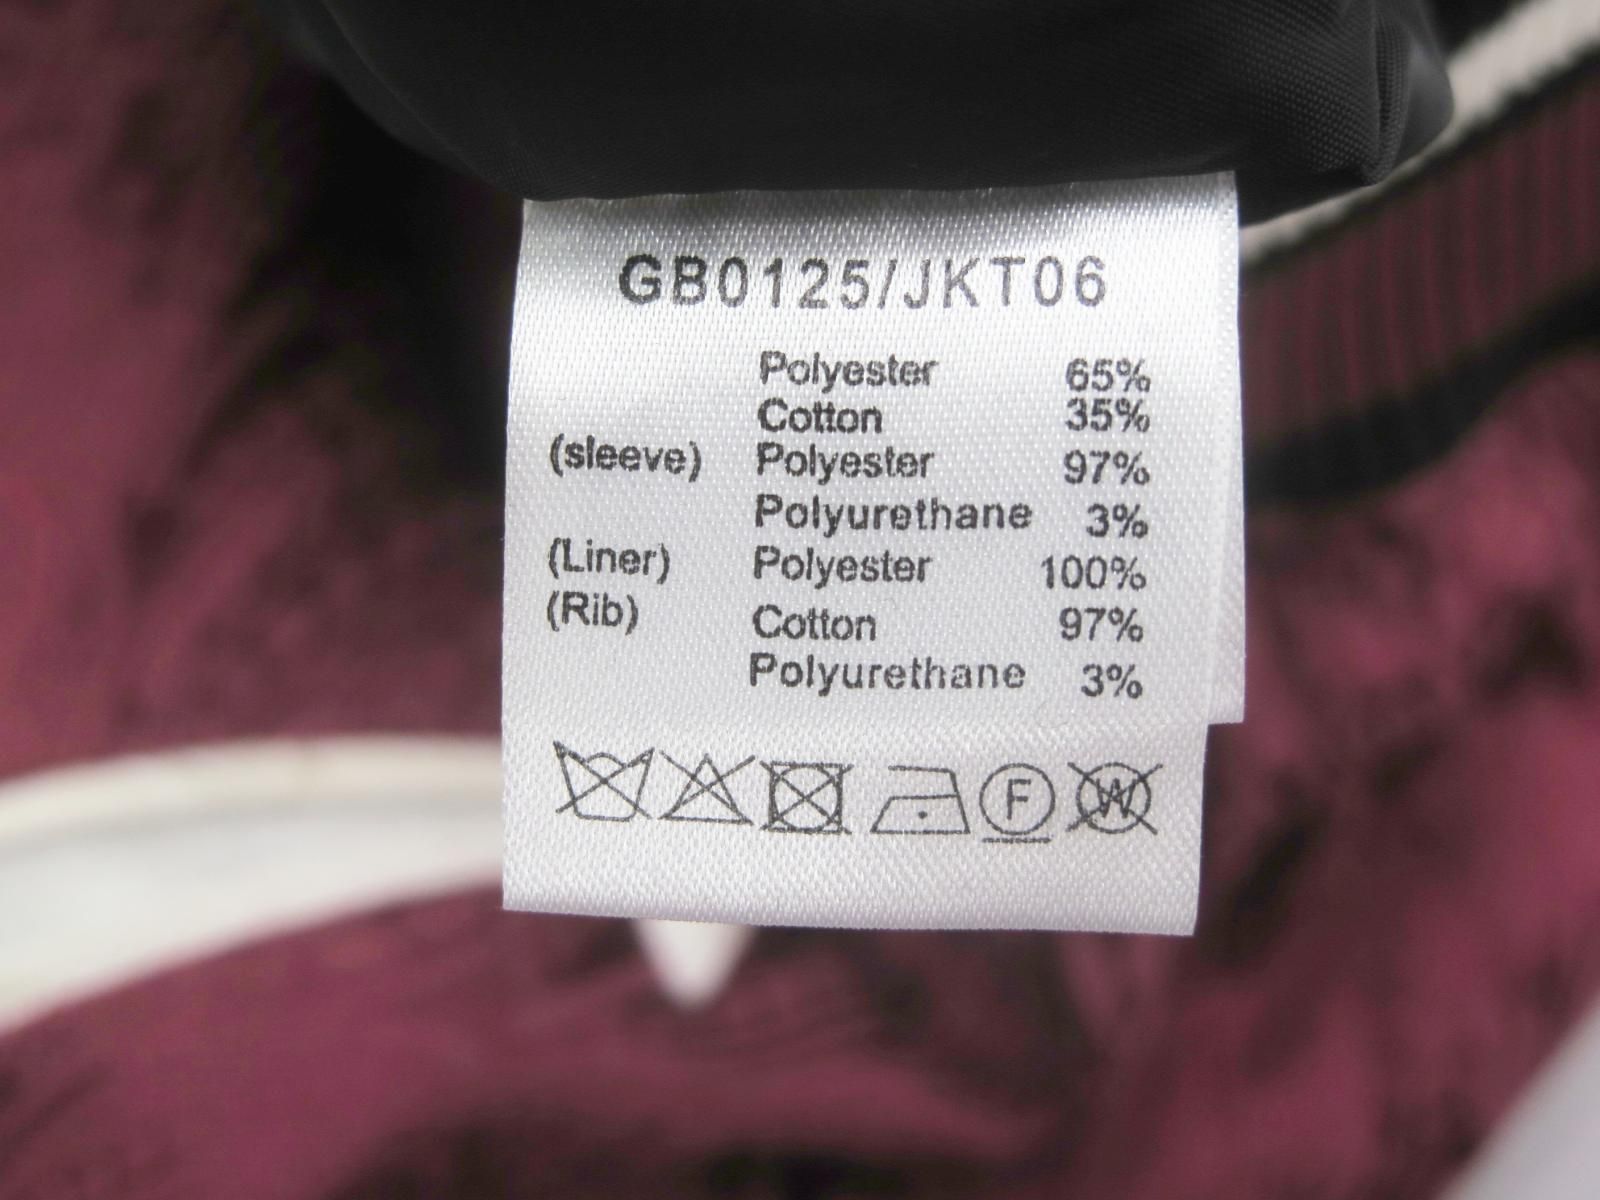 GB0125/JKT06
Polyester 65%
Cotton 35%
(sleeve) Polyester 97%
Polyurethane 3%
(Liner) Polyester 100%
(Rib) Cotton 97%
Polyurethane 3%
F W